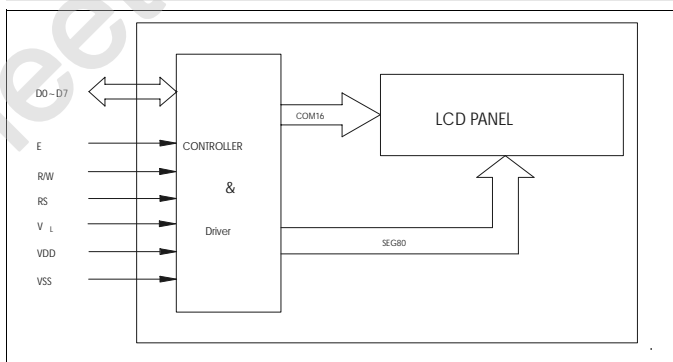 D0~D7
COM16
LCD PANEL
E
CONTROLLER
R/W
&
RS
V L
Driver
SEG80
VDD
VSS